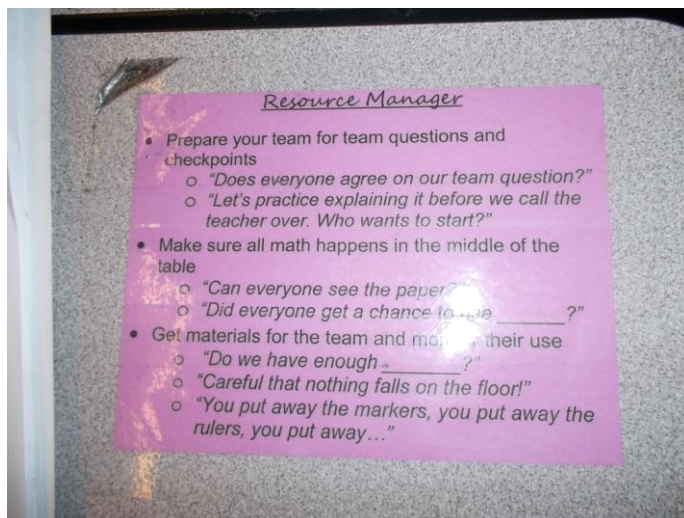 Resource Manager
• Prepare your team for team questions and
checkpoints
o "Does everyone agree on our team question?"
o "Let's practice explaining it before we call the
teacher over. Who wants to start?"
• Make sure all math happens in the middle of the
table
o "Can everyone see the paper
o "Did everyone get a chance to use ______?"
• Get materials for the team and their use
o "Do we have enough ______?"
o "Careful that nothing falls on the floor!"
o "You put away the markers, you put away the
rulers, you put away…"